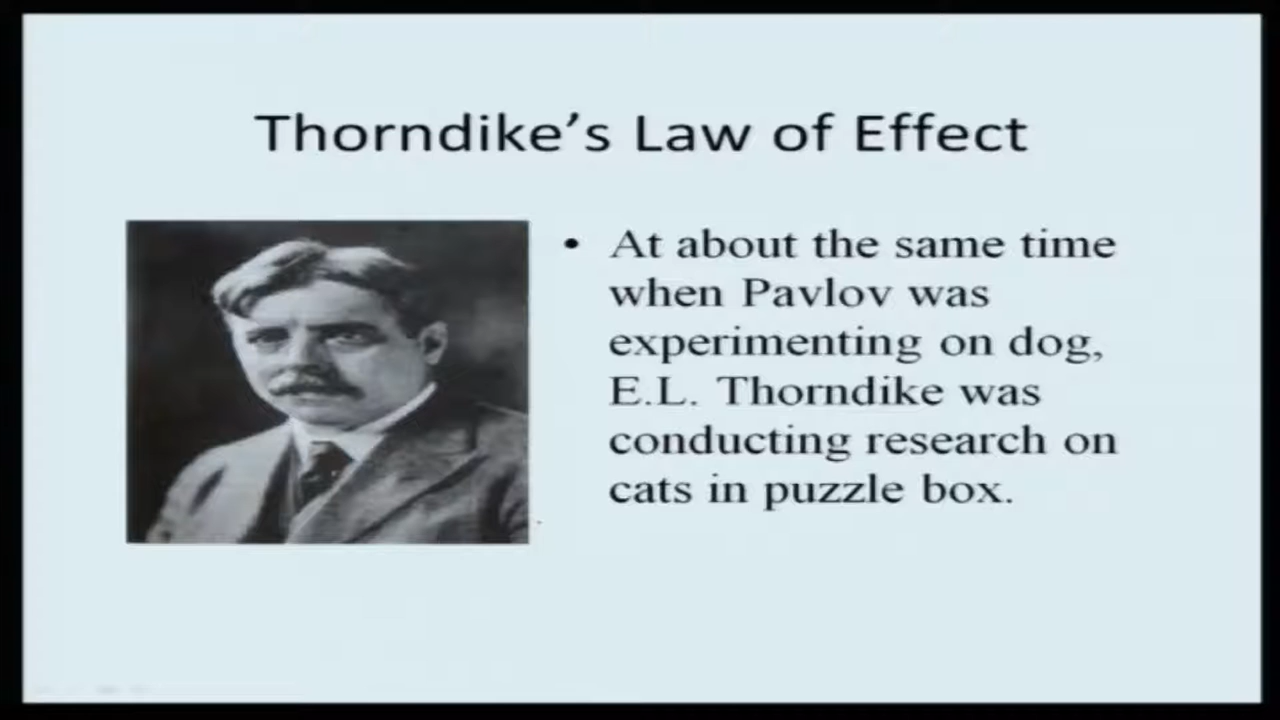 Thorndike’s Law of Effect
• At about the same time
when Pavlov was
experimenting on dog,
E.L. Thorndike was
conducting research on
cats in puzzle box.